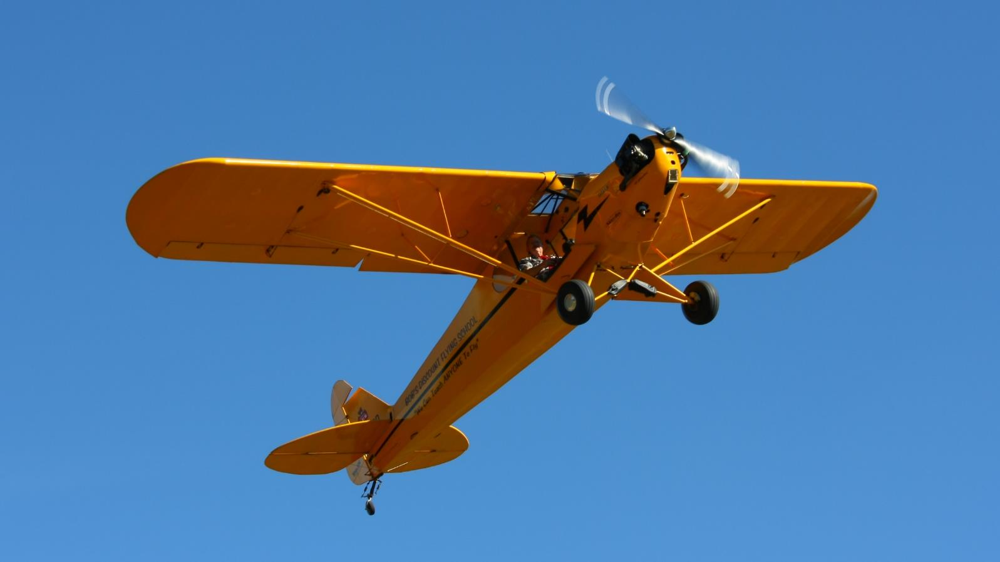 BOB'S DISCOUNT FLYING SCHOOL
"We Can Teach ANYONE To Fly"